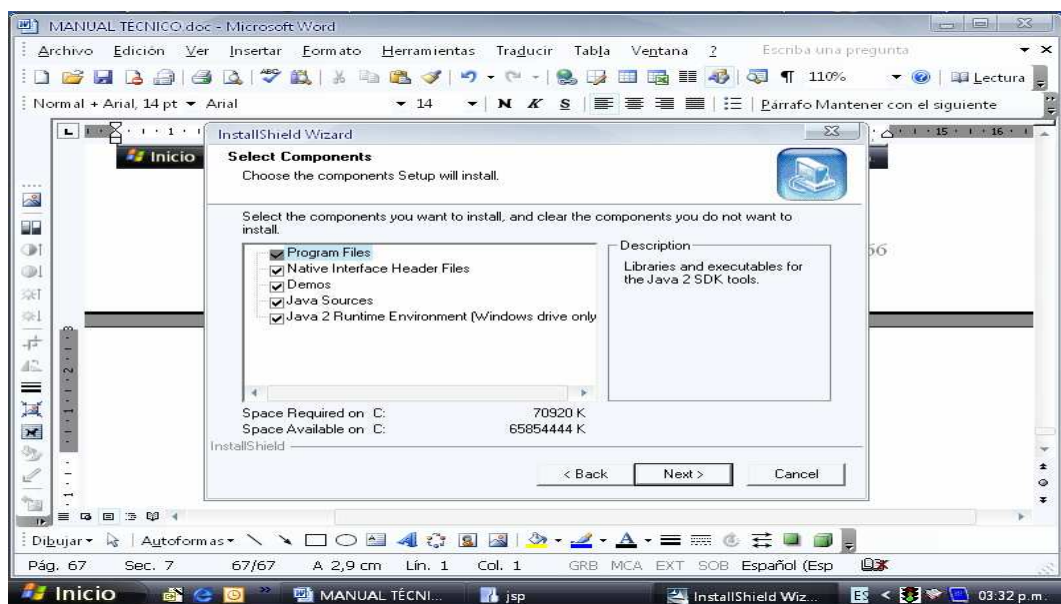 MANUAL TECNICO.doc - Microsoft Word
Archivo Edición Ver Insertar Formato Herramientas Traducir Tabla Ventana ? Escriba una pregunta
110% Lectura
Normal + Arial, 14 pt Arial 14 N K S Párrafo Mantener con el siguiente
1 1 15 16
Inicio
InstallShield Wizard
Select Components
Choose the components Setup will install.
Select the components you want to install, and clear the components you do not want to
install.
Program Files
Native Interface Header Files
Demos
Java Sources
Java 2 Runtime Environment (Windows drive only
Description
Libraries and executables for
the Java 2 SDK tools.
66
Space Required on C: 70920 K
Space Available on C: 65854444 K
InstallShield
< Back Next > Cancel
Dibujar Autoformas
Pág. 67 Sec. 7 67/67 A 2,9 cm Lín. 1 Col. 1 GRB MCA EXT SOB Español (Esp
Inicio MANUAL TÉCNI... jsp InstallShield Wiz... ES 03:32 p.m.